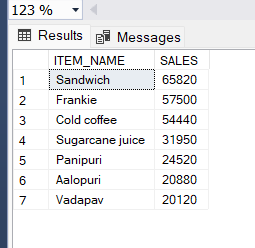 123 %
Results Messages
ITEM_NAME SALES
1 Sandwich 65820
2 Frankie 57500
3 Cold coffee 54440
4 Sugarcane juice 31950
5 Panipuri 24520
6 Aalopuri 20880
7 Vadapav 20120